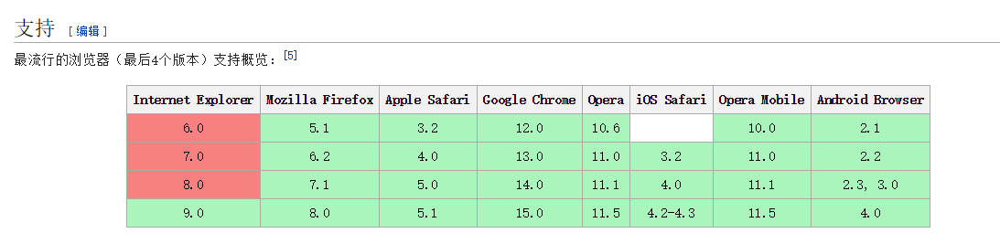 支持 [编辑]
最流行的浏览器（最后4个版本）支持概览：[5]
Internet Explorer Mozilla Firefox Apple Safari Google Chrome Opera iOS Safari Opera Mobile Android Browser
6.0 5.1 3.2 12.0 10.6 10.0 2.1
7.0 6.2 4.0 13.0 11.0 3.2 11.0 2.2
8.0 7.1 5.0 14.0 11.1 4.0 11.1 2.3, 3.0
9.0 8.0 5.1 15.0 11.5 4.2-4.3 11.5 4.0